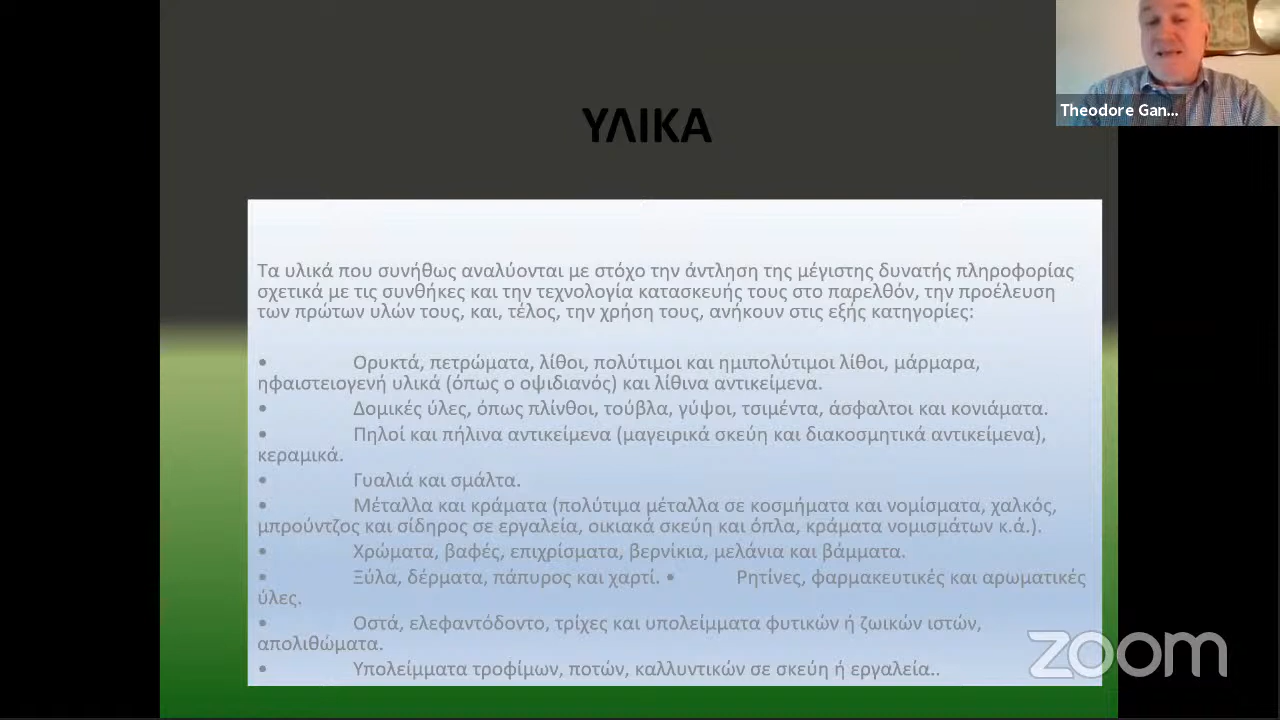 ΥΛΙΚΑ
Theodore Gan...
Τα υλικά που συνήθως αναλύονται με στόχο την άντληση της μέγιστης δυνατής πληροφορίας
σχετικά με τις συνθήκες και την τεχνολογία κατασκευής τους στο παρελθόν, την προέλευση
των πρώτων υλών τους, και, τέλος, την χρήση τους, ανήκουν στις εξής κατηγορίες:
• Ορυκτά, πετρώματα, λίθοι, πολύτιμοι και ημιπολύτιμοι λίθοι, μάρμαρα,
ηφαιστειογενή υλικά (όπως ο οψιδιανός) και λίθινα αντικείμενα.
• Δομικές ύλες, όπως πλίνθοι, τούβλα, γύψοι, τσιμέντα, άσφαλτοι και κονιάματα.
• Πηλοί και πήλινα αντικείμενα (μαγειρικά σκεύη και διακοσμητικά αντικείμενα),
κεραμικά.
• Γυαλιά και σμάλτα.
• Μέταλλα και κράματα (πολύτιμα μέταλλα σε κοσμήματα και νομίσματα, χαλκός,
μπρούντζος και σίδηρος σε εργαλεία, οικιακά σκεύη και όπλα, κράματα νομισμάτων κ.ά.).
• Χρώματα, βαφές, επιχρίσματα, βερνίκια, μελάνια και βάμματα.
• Ξύλα, δέρματα, πάπυρος και χαρτί. • Ρητίνες, φαρμακευτικές και αρωματικές
ύλες.
• Οστά, ελεφαντόδοντο, τρίχες και υπολείμματα φυτικών ή ζωικών ιστών,
απολιθώματα.
• Υπολείμματα τροφίμων, ποτών, καλλυντικών σε σκεύη ή εργαλεία..
zoom